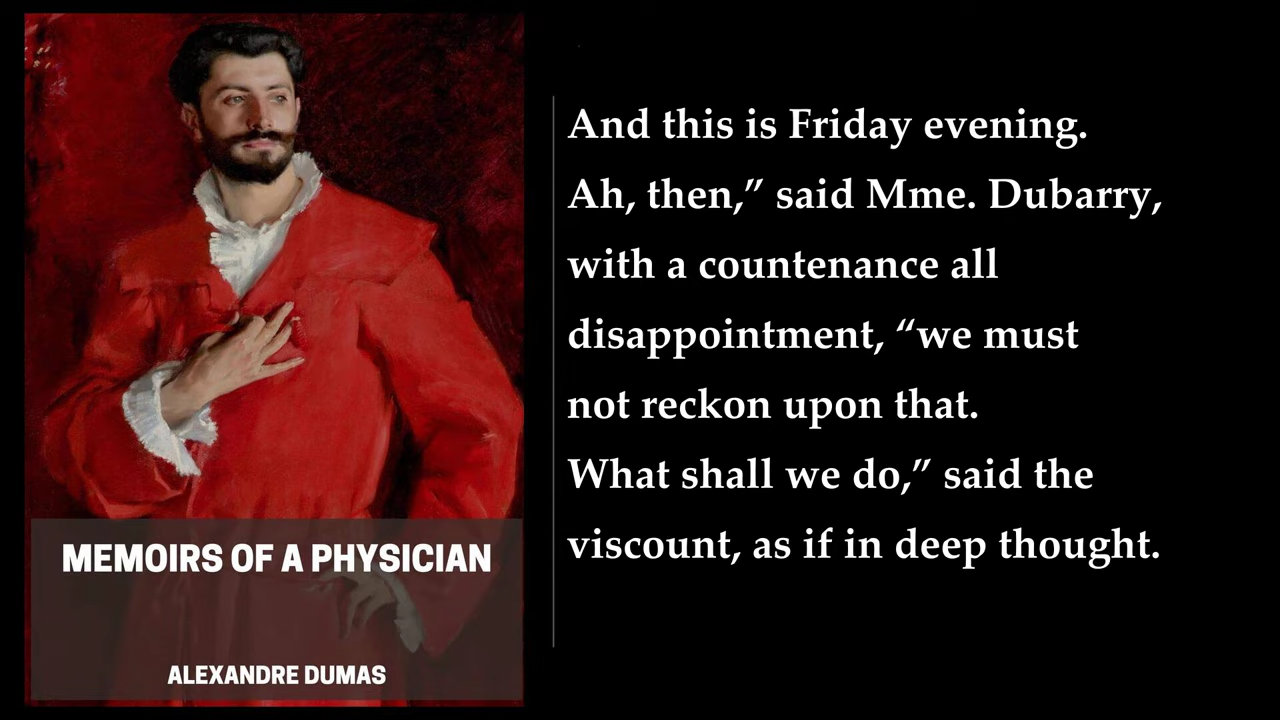 MEMOIRS OF A PHYSICIAN
ALEXANDRE DUMAS
And this is Friday evening.
Ah, then,” said Mme. Dubarry,
with a countenance all
disappointment, “we must
not reckon upon that.
What shall we do,” said the
viscount, as if in deep thought.